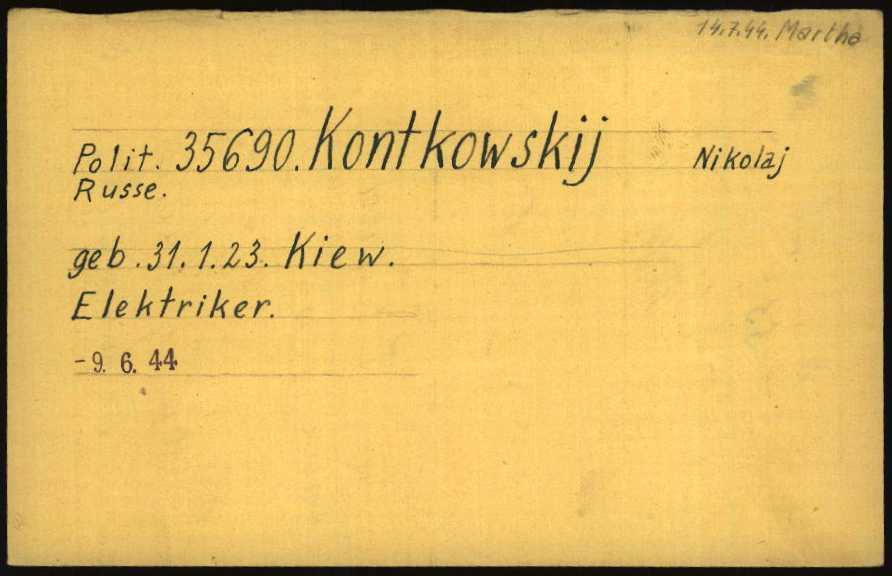 14.7.44. Martha
Polit. 35690. Kontkowskij Nikolaj
Russe.
geb. 31.1.23. Kiew.
Elektriker.
-9. 6. 44